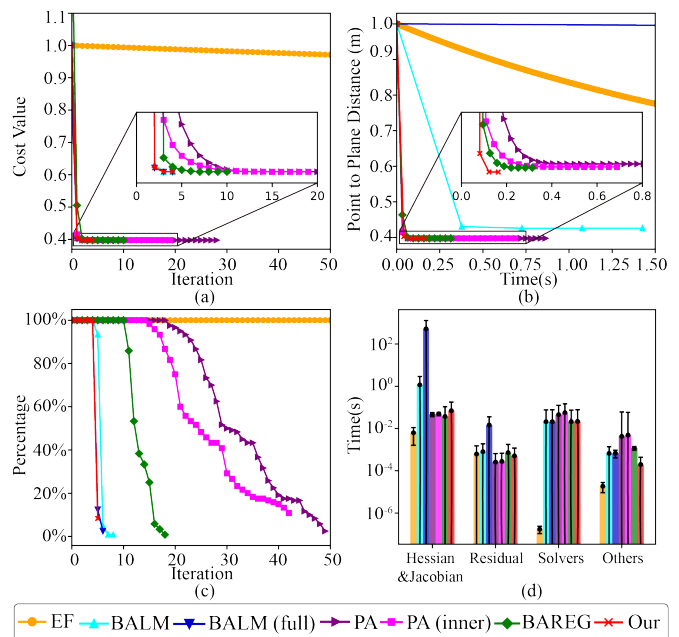 1.1
1.0
0.9
0.8
0.7
0.6
0.5
0.4
Cost Value
0 5 10 15 20
0 10 20 30 40 50
Iteration
(a)
1.0
0.9
0.8
0.7
0.6
0.5
0.4
Point to Plane Distance (m)
0.0 0.2 0.4 0.6 0.8
0.00 0.25 0.50 0.75 1.00 1.25 1.50
Time(s)
(b)
100%
80%
60%
40%
20%
0%
Percentage
0 10 20 30 40 50
Iteration
(c)
10²
10⁰
10⁻²
10⁻⁴
10⁻⁶
Time(s)
Hessian
&Jacobian
Residual
Solvers
Others
(d)
EF BALM BALM (full) PA PA (inner) BAREG Our